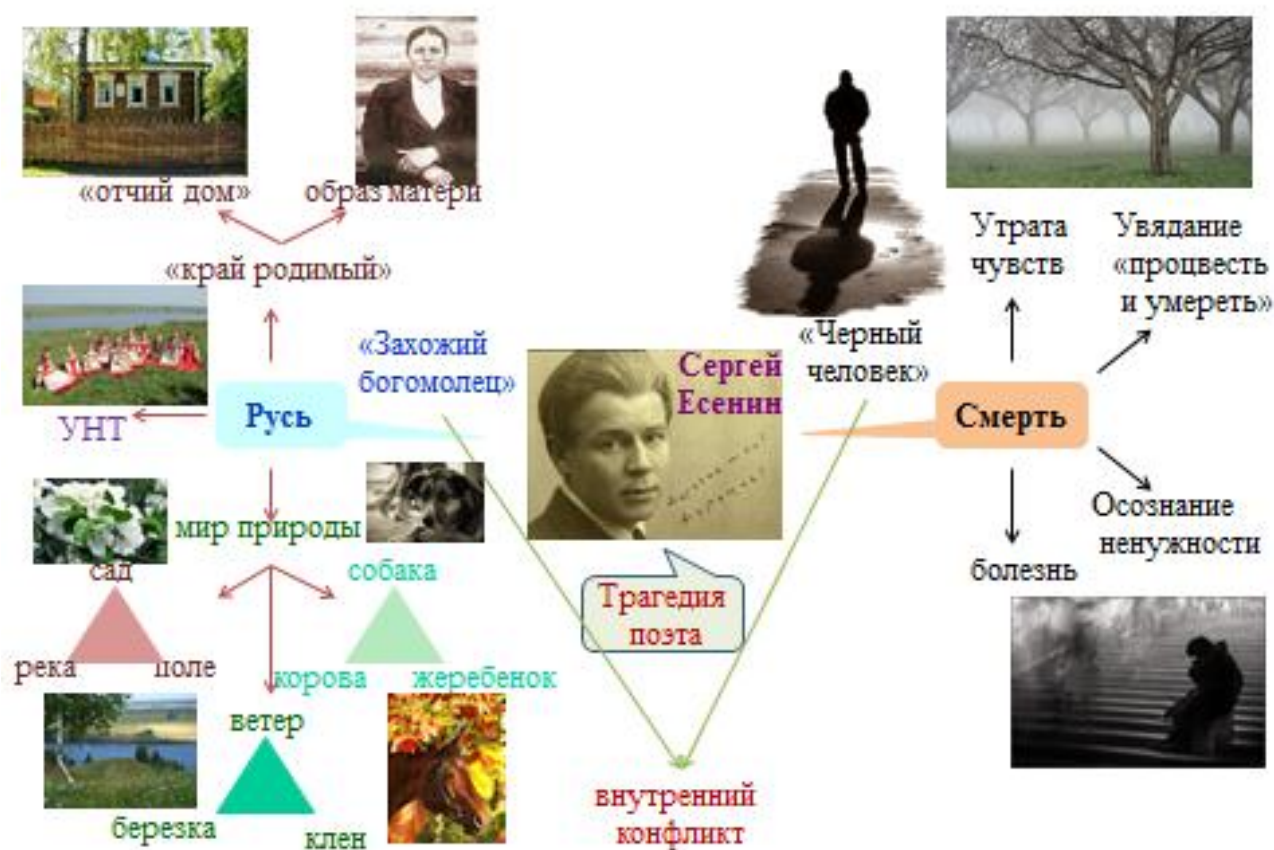 «отчий дом»
образ матери
«край родимый»
УНТ
Русь
«Захожий
богомолец»
мир природы
сад
река
поле
собака
корова
жеребенок
ветер
березка
клен
Сергей
Есенин
Трагедия
поэта
внутренний
конфликт
«Черный
человек»
Смерть
Утрата
чувств
Увядание
«процвесть
и умереть»
Осознание
ненужности
болезнь